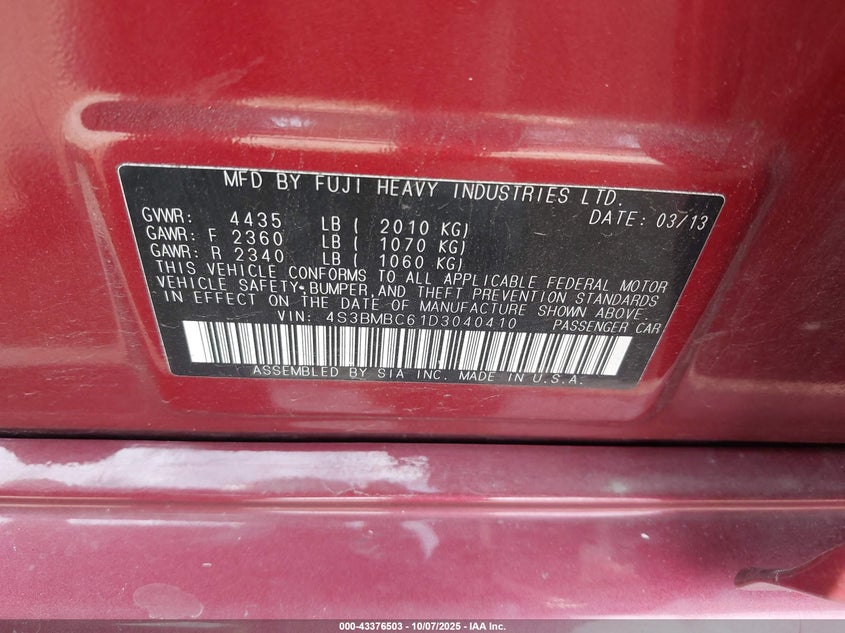 MFD BY FUJI HEAVY INDUSTRIES LTD.
GVWR: 4435 LB ( 2010 KG) DATE: 03/13
GAWR: F 2360 LB ( 1070 KG)
GAWR: R 2340 LB ( 1060 KG)
THIS VEHICLE CONFORMS TO ALL APPLICABLE FEDERAL MOTOR
VEHICLE SAFETY, BUMPER, AND THEFT PREVENTION STANDARDS
IN EFFECT ON THE DATE OF MANUFACTURE SHOWN ABOVE.
VIN: 4S3BMBC61D3040410 PASSENGER CAR
ASSEMBLED BY SIA INC. MADE IN U.S.A.
000-43376503 - 10/07/2025 - IAA Inc.